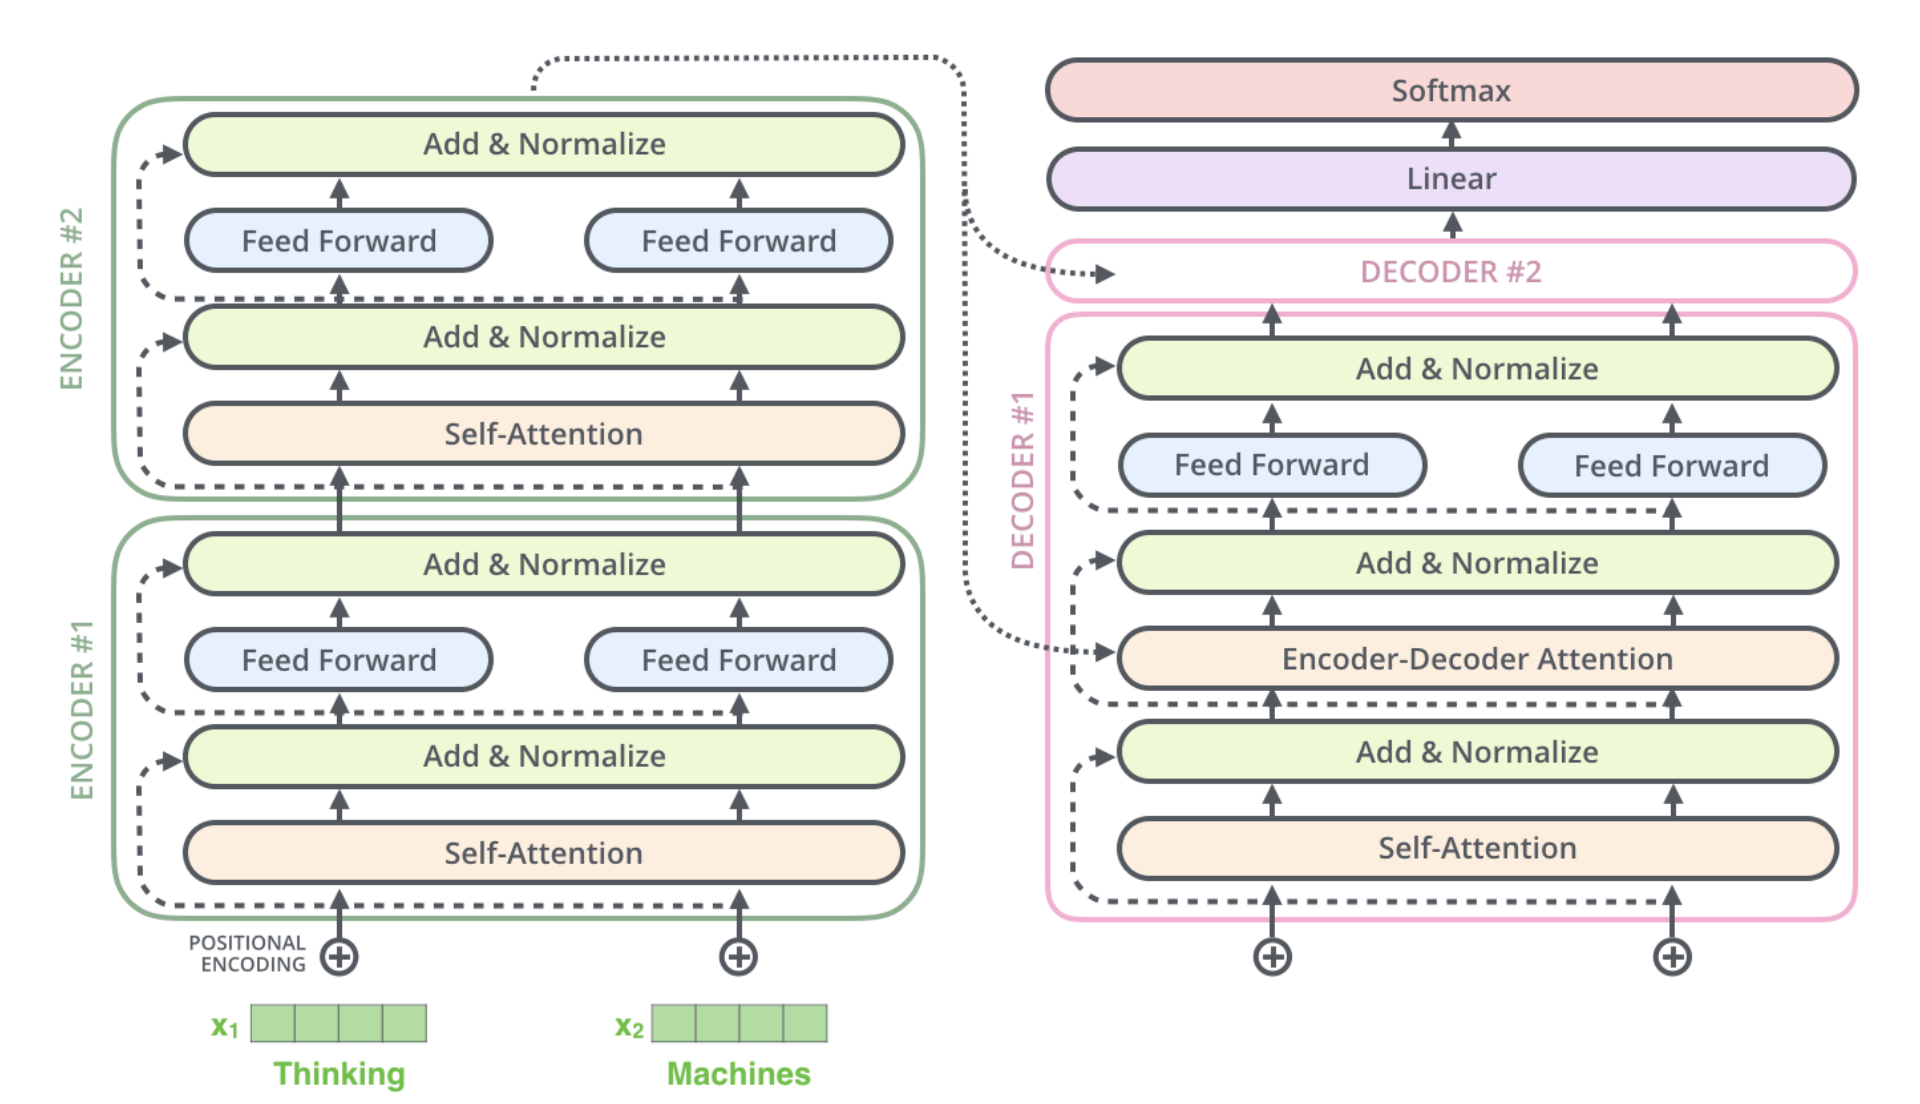 ENCODER #2
Add & Normalize
Feed Forward
Feed Forward
Add & Normalize
Self-Attention
ENCODER #1
Add & Normalize
Feed Forward
Feed Forward
Add & Normalize
Self-Attention
POSITIONAL
ENCODING
x₁
x₂
Thinking
Machines
Softmax
Linear
DECODER #2
DECODER #1
Add & Normalize
Feed Forward
Feed Forward
Add & Normalize
Encoder-Decoder Attention
Add & Normalize
Self-Attention